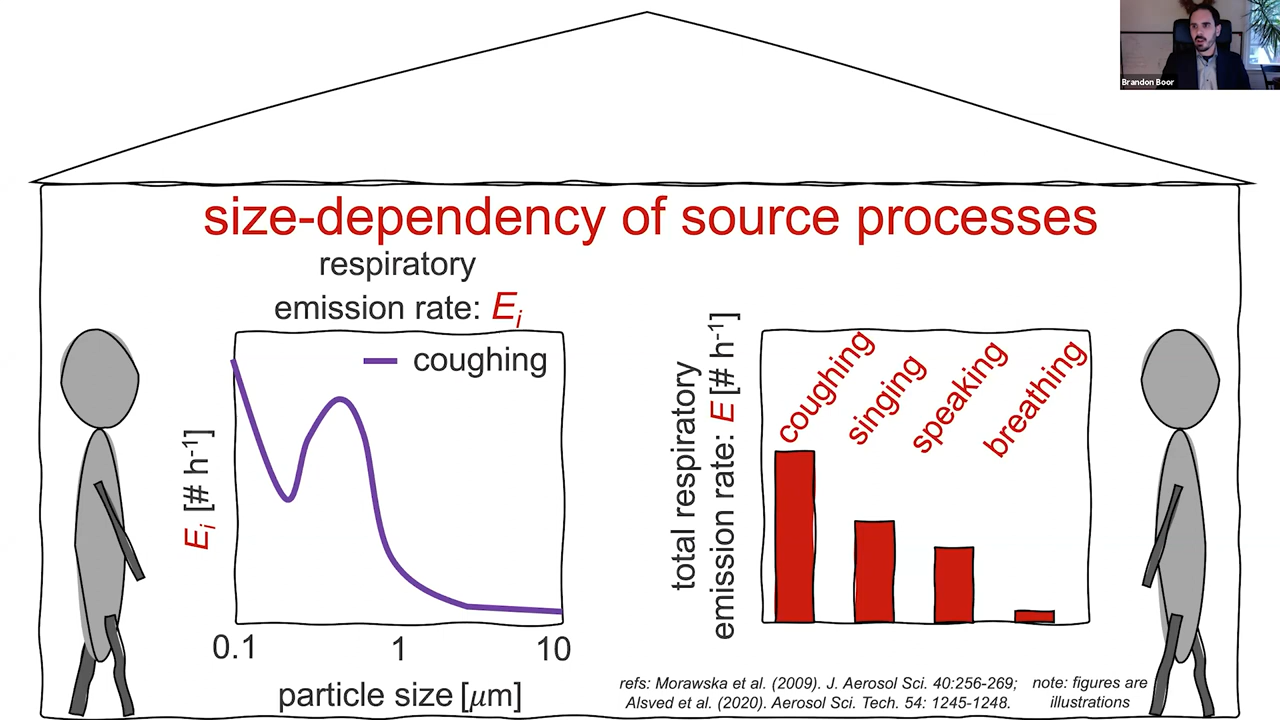 Brandon Boor
size-dependency of source processes
respiratory
emission rate: Ei
coughing
Ei [# h-1]
0.1 1 10
particle size [μm]
total respiratory
emission rate: E [# h-1]
coughing
singing
speaking
breathing
refs: Morawska et al. (2009). J. Aerosol Sci. 40:256-269;
Alsved et al. (2020). Aerosol Sci. Tech. 54: 1245-1248.
note: figures are
illustrations